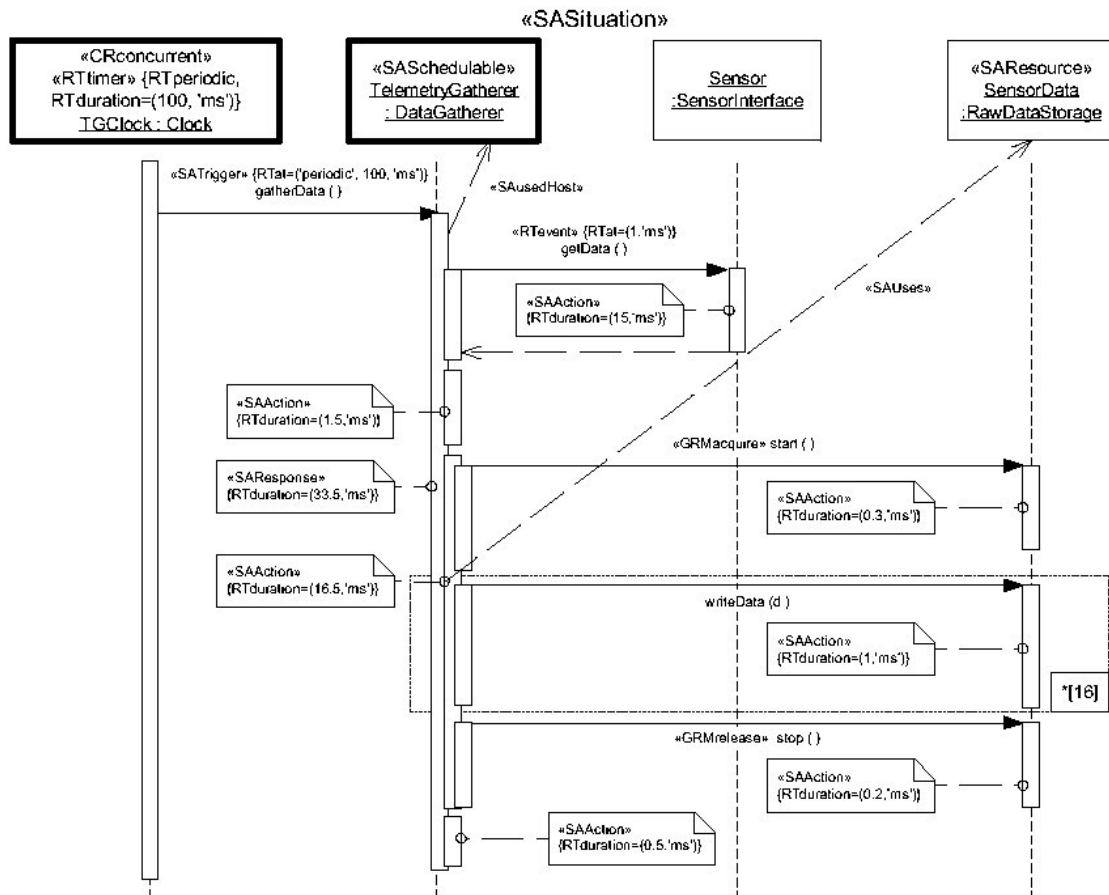 «SASituation»
«CRconcurrent»
«RTtimer» {RTperiodic,
RTduration=(100, 'ms')}
TGClock : Clock
«SASchedulable»
TelemetryGatherer
: DataGatherer
Sensor
:SensorInterface
«SAResource»
SensorData
:RawDataStorage
«SATrigger» {RTat=('periodic', 100, 'ms')}
gatherData ( )
«SAusedHost»
«RTevent» {RTat=(1.'ms')}
getData ( )
«SAUses»
«SAAction»
{RTduration=(15,'ms')}
«SAAction»
{RTduration=(1.5,'ms')}
«GRMacquire» start ( )
«SAResponse»
{RTduration=(33.5,'ms')}
«SAAction»
{RTduration=(0.3,'ms')}
«SAAction»
{RTduration=(16.5,'ms')}
writeData (d )
«SAAction»
{RTduration=(1,'ms')}
*[16]
«GRMrelease» stop ( )
«SAAction»
{RTduration=(0.2,'ms')}
«SAAction»
{RTduration=(0.5.'ms')}